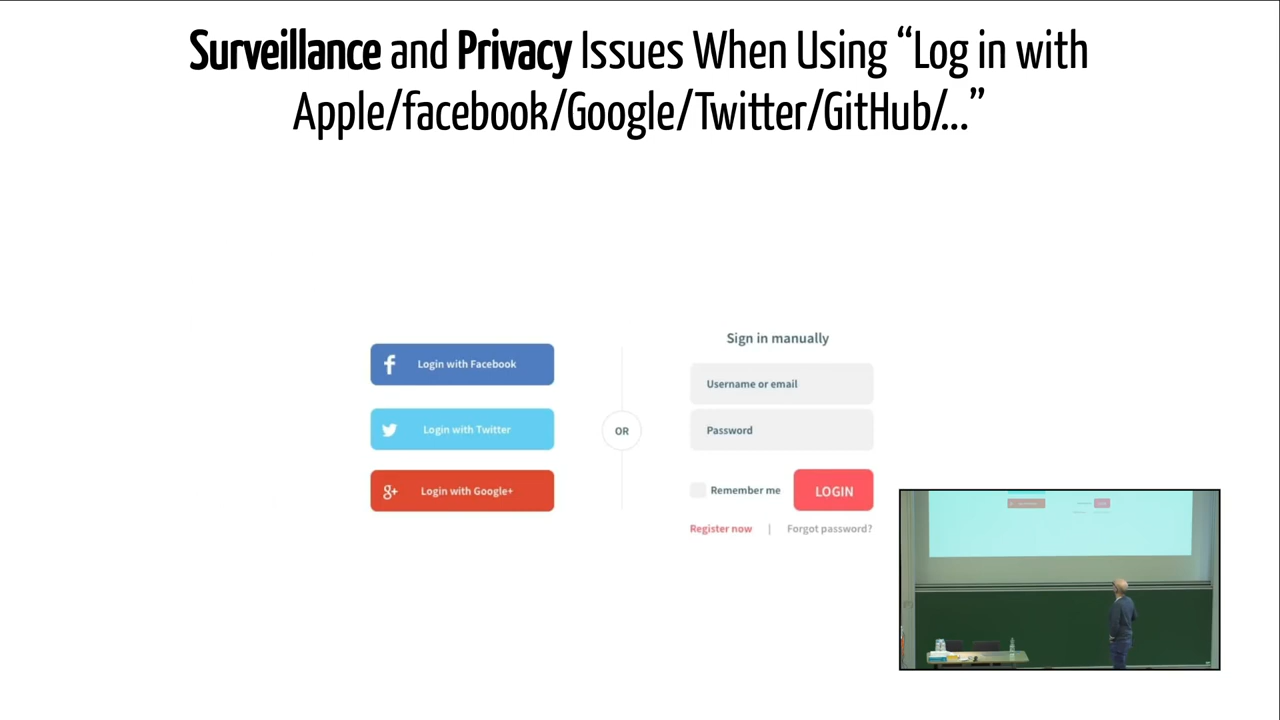 Surveillance and Privacy Issues When Using “Log in with
Apple/facebook/Google/Twitter/GitHub/...”
Login with Facebook
Login with Twitter
Login with Google+
OR
Sign in manually
Username or email
Password
Remember me
LOGIN
Register now | Forgot password?